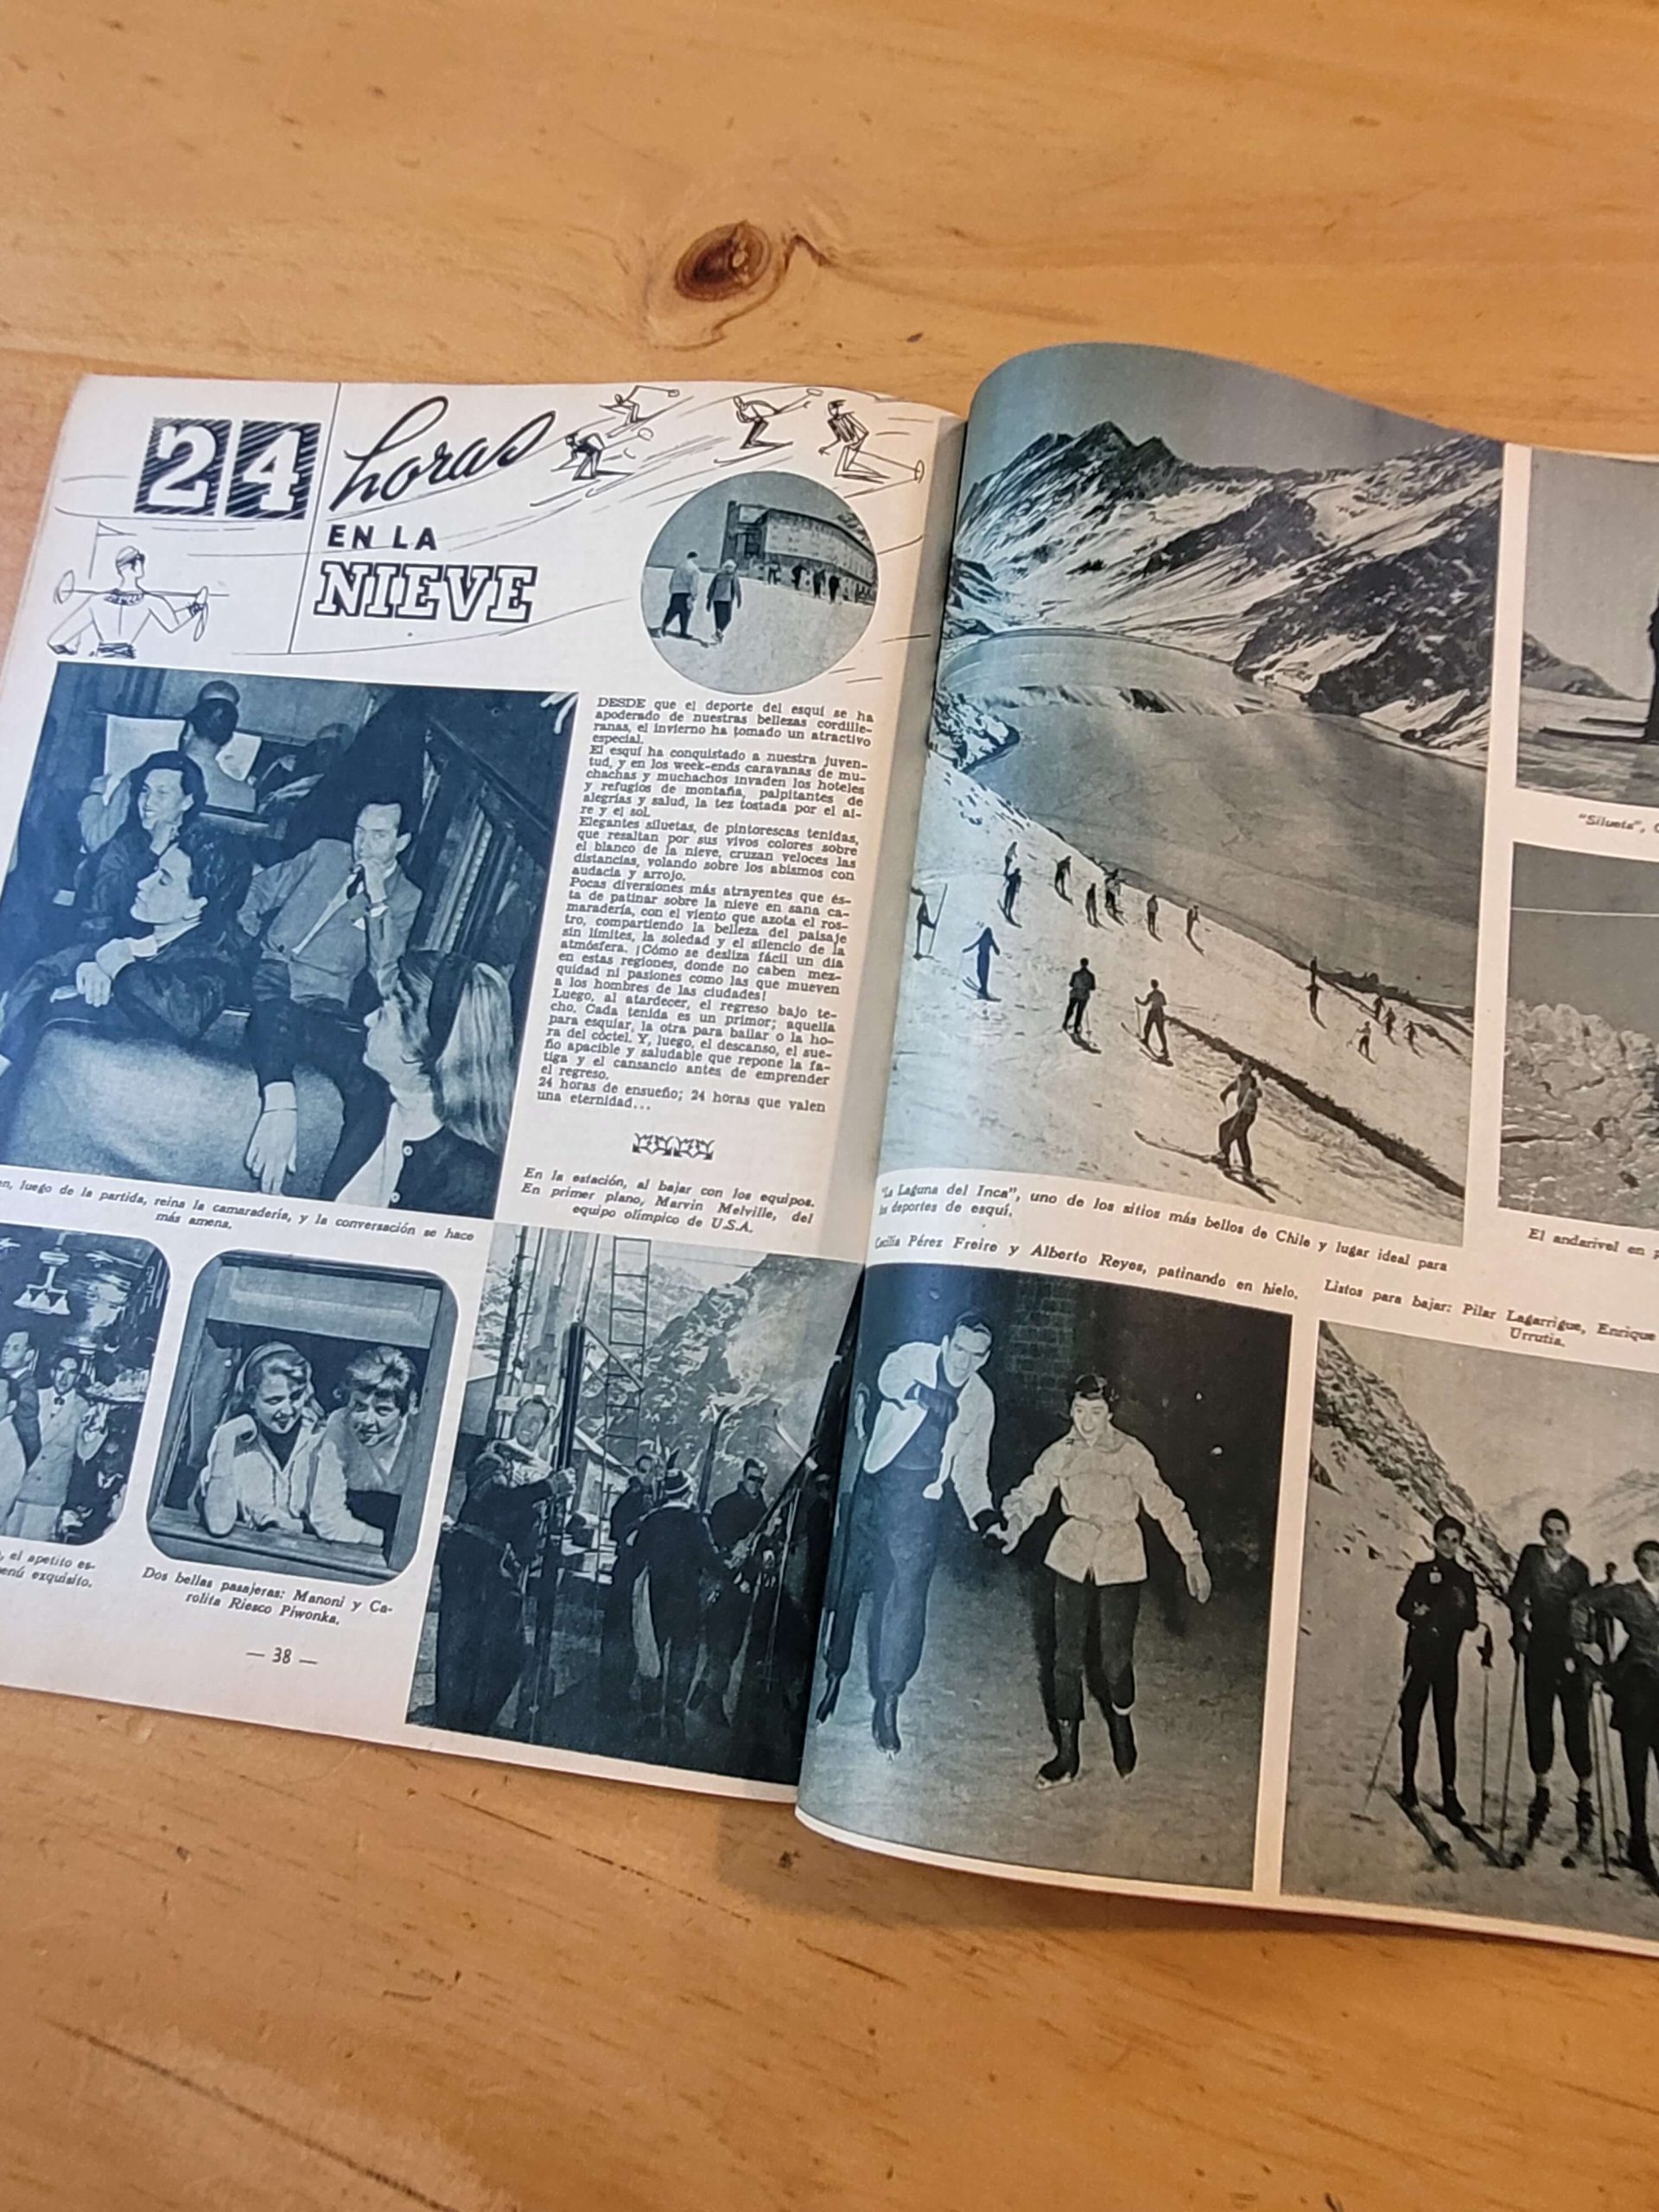 24 horas
EN LA
NIEVE
DESDE que el deporte del esquí se ha
apoderado de nuestras bellezas cordille-
ranas, el invierno ha tomado un atractivo
especial.
El esquí ha conquistado a nuestra juven-
tud, y en los week-ends caravanas de mu-
chachas y muchachos invaden los hoteles
y refugios de montaña, palpitantes de
alegrías y salud, la tez tostada por el ai-
re y el sol.
Elegantes siluetas, de pintorescas tenidas,
que resaltan por sus vivos colores sobre
el blanco de la nieve, cruzan veloces las
distancias, volando sobre los abismos con
audacia y arrojo.
Pocas diversiones más atrayentes que és-
ta de patinar sobre la nieve en sana ca-
maradería, con el viento que azota el ros-
tro, compartiendo la belleza del paisaje
sin límites, la soledad y el silencio de la
atmósfera. ¡Cómo se desliza fácil un día
en estas regiones, donde no caben mez-
quidad ni pasiones como las que mueven
a los hombres de las ciudades!
Luego, al atardecer, el regreso bajo te-
cho. Cada tenida es un primor; aquella
para esquiar, la otra para bailar o la ho-
ra del cóctel. Y, luego, el descanso, el sue-
ño apacible y saludable que repone la fa-
tiga y el cansancio antes de emprender
el regreso.
24 horas de ensueño; 24 horas que valen
una eternidad...
En la estación, al bajar con los equipos.
En primer plano, Marvin Melville, del
equipo olímpico de U.S.A.
en, luego de la partida, reina la camaradería, y la conversación se hace
más amena.
, el apetito es-
enú exquisito.
Dos bellas pasajeras: Manoni y Ca-
rolita Riesco Piwonka.
— 38 —
"La Laguna del Inca", uno de los sitios más bellos de Chile y lugar ideal para
los deportes de esquí.
Cecilia Pérez Freire y Alberto Reyes, patinando en hielo.
"Silueta",
El andarivel en
Listos para bajar: Pilar Lagarrigue, Enrique
Urrutia.